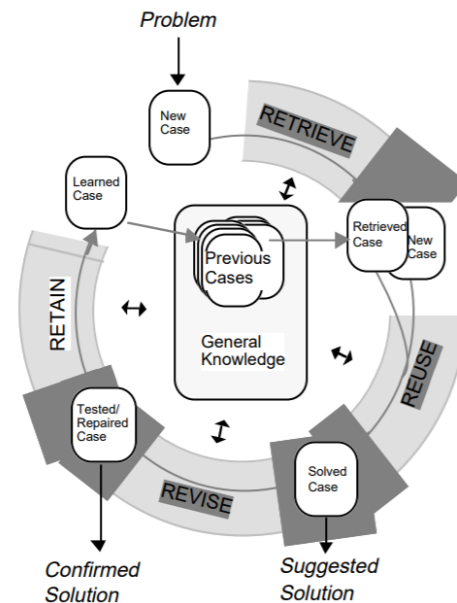 Problem
New
Case
RETRIEVE
Learned
Case
Retrieved
Case
New
Case
Previous
Cases
General
Knowledge
RETAIN
REUSE
Tested/
Repaired
Case
Solved
Case
REVISE
Confirmed
Solution
Suggested
Solution